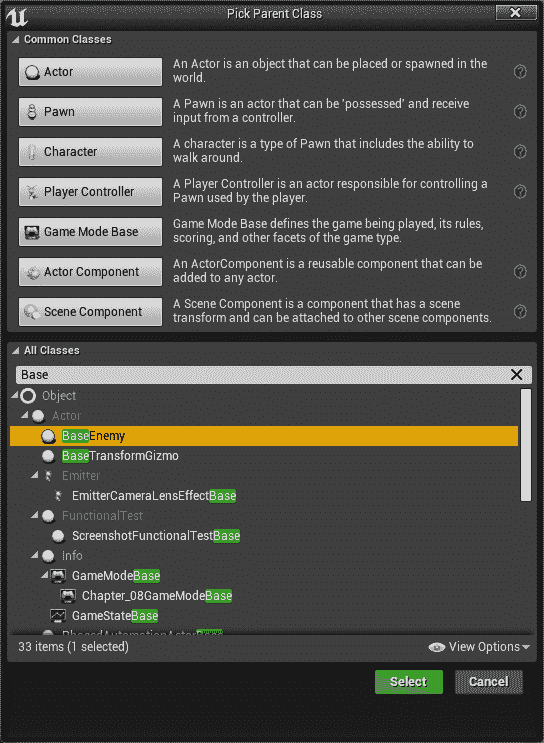 Pick Parent Class
Common Classes
Actor
An Actor is an object that can be placed or spawned in the
world.
Pawn
A Pawn is an actor that can be 'possessed' and receive
input from a controller.
Character
A character is a type of Pawn that includes the ability to
walk around.
Player Controller
A Player Controller is an actor responsible for controlling a
Pawn used by the player.
Game Mode Base
Game Mode Base defines the game being played, its rules,
scoring, and other facets of the game type.
Actor Component
An ActorComponent is a reusable component that can be
added to any actor.
Scene Component
A Scene Component is a component that has a scene
transform and can be attached to other scene components.
All Classes
Base
Object
Actor
BaseEnemy
BaseTransformGizmo
Emitter
EmitterCameraLensEffectBase
FunctionalTest
ScreenshotFunctionalTestBase
Info
GameModeBase
Chapter_08GameModeBase
GameStateBase
33 items (1 selected)
View Options
Select
Cancel